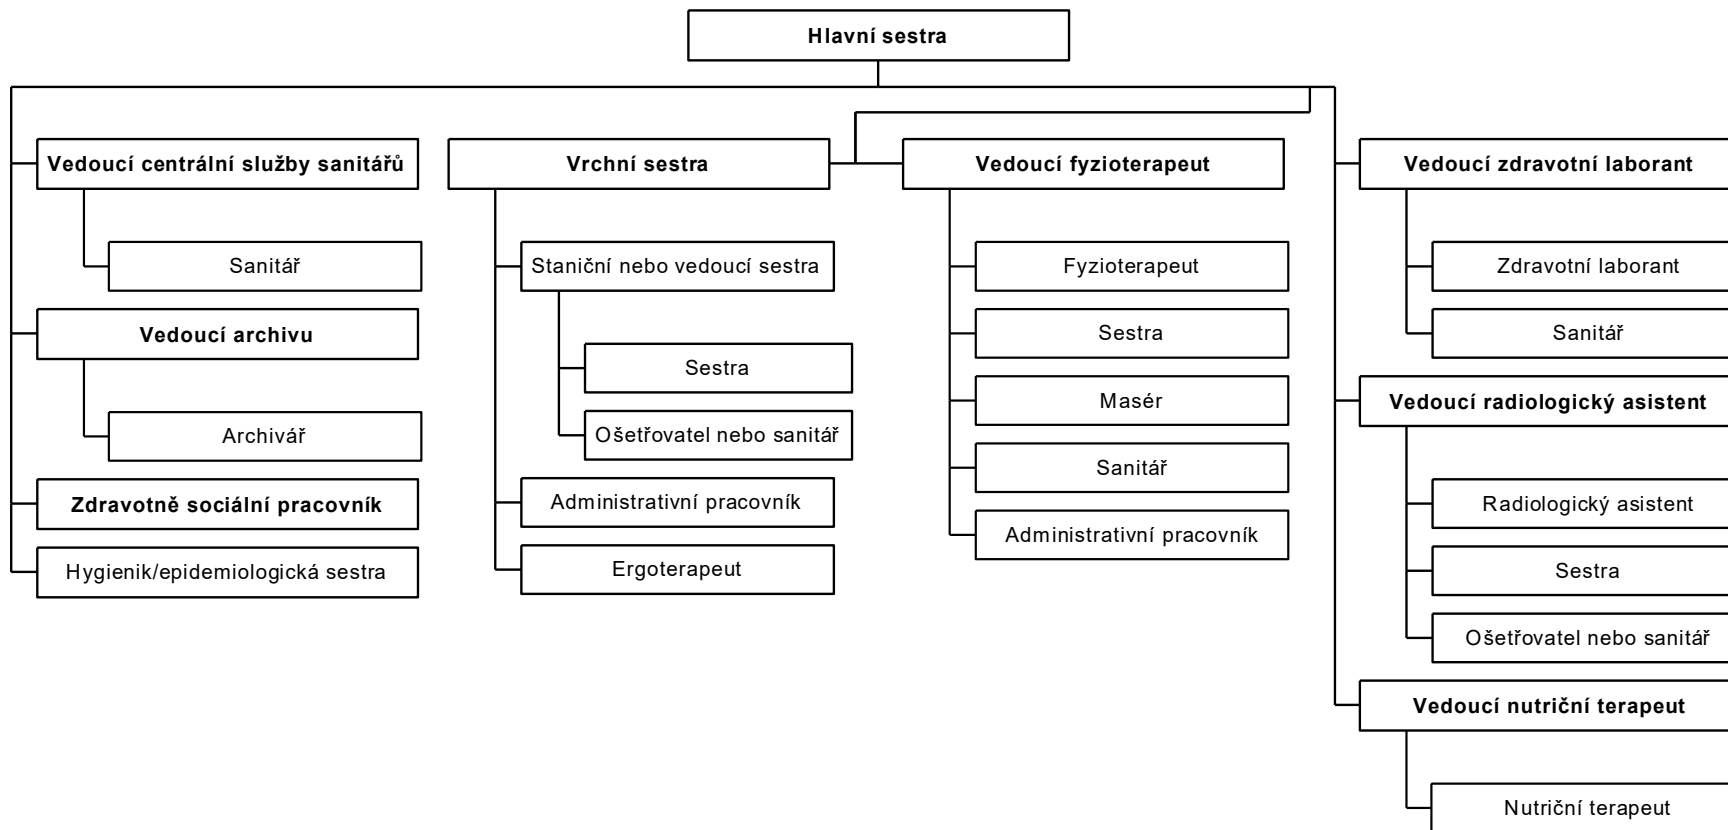 Hlavní sestra
Vedoucí centrální služby sanitářů
Sanitář
Vedoucí archivu
Archivář
Zdravotně sociální pracovník
Hygienik/epidemiologická sestra
Vrchní sestra
Staniční nebo vedoucí sestra
Sestra
Ošetřovatel nebo sanitář
Administrativní pracovník
Ergoterapeut
Vedoucí fyzioterapeut
Fyzioterapeut
Sestra
Masér
Sanitář
Administrativní pracovník
Vedoucí zdravotní laborant
Zdravotní laborant
Sanitář
Vedoucí radiologický asistent
Radiologický asistent
Sestra
Ošetřovatel nebo sanitář
Vedoucí nutriční terapeut
Nutriční terapeut